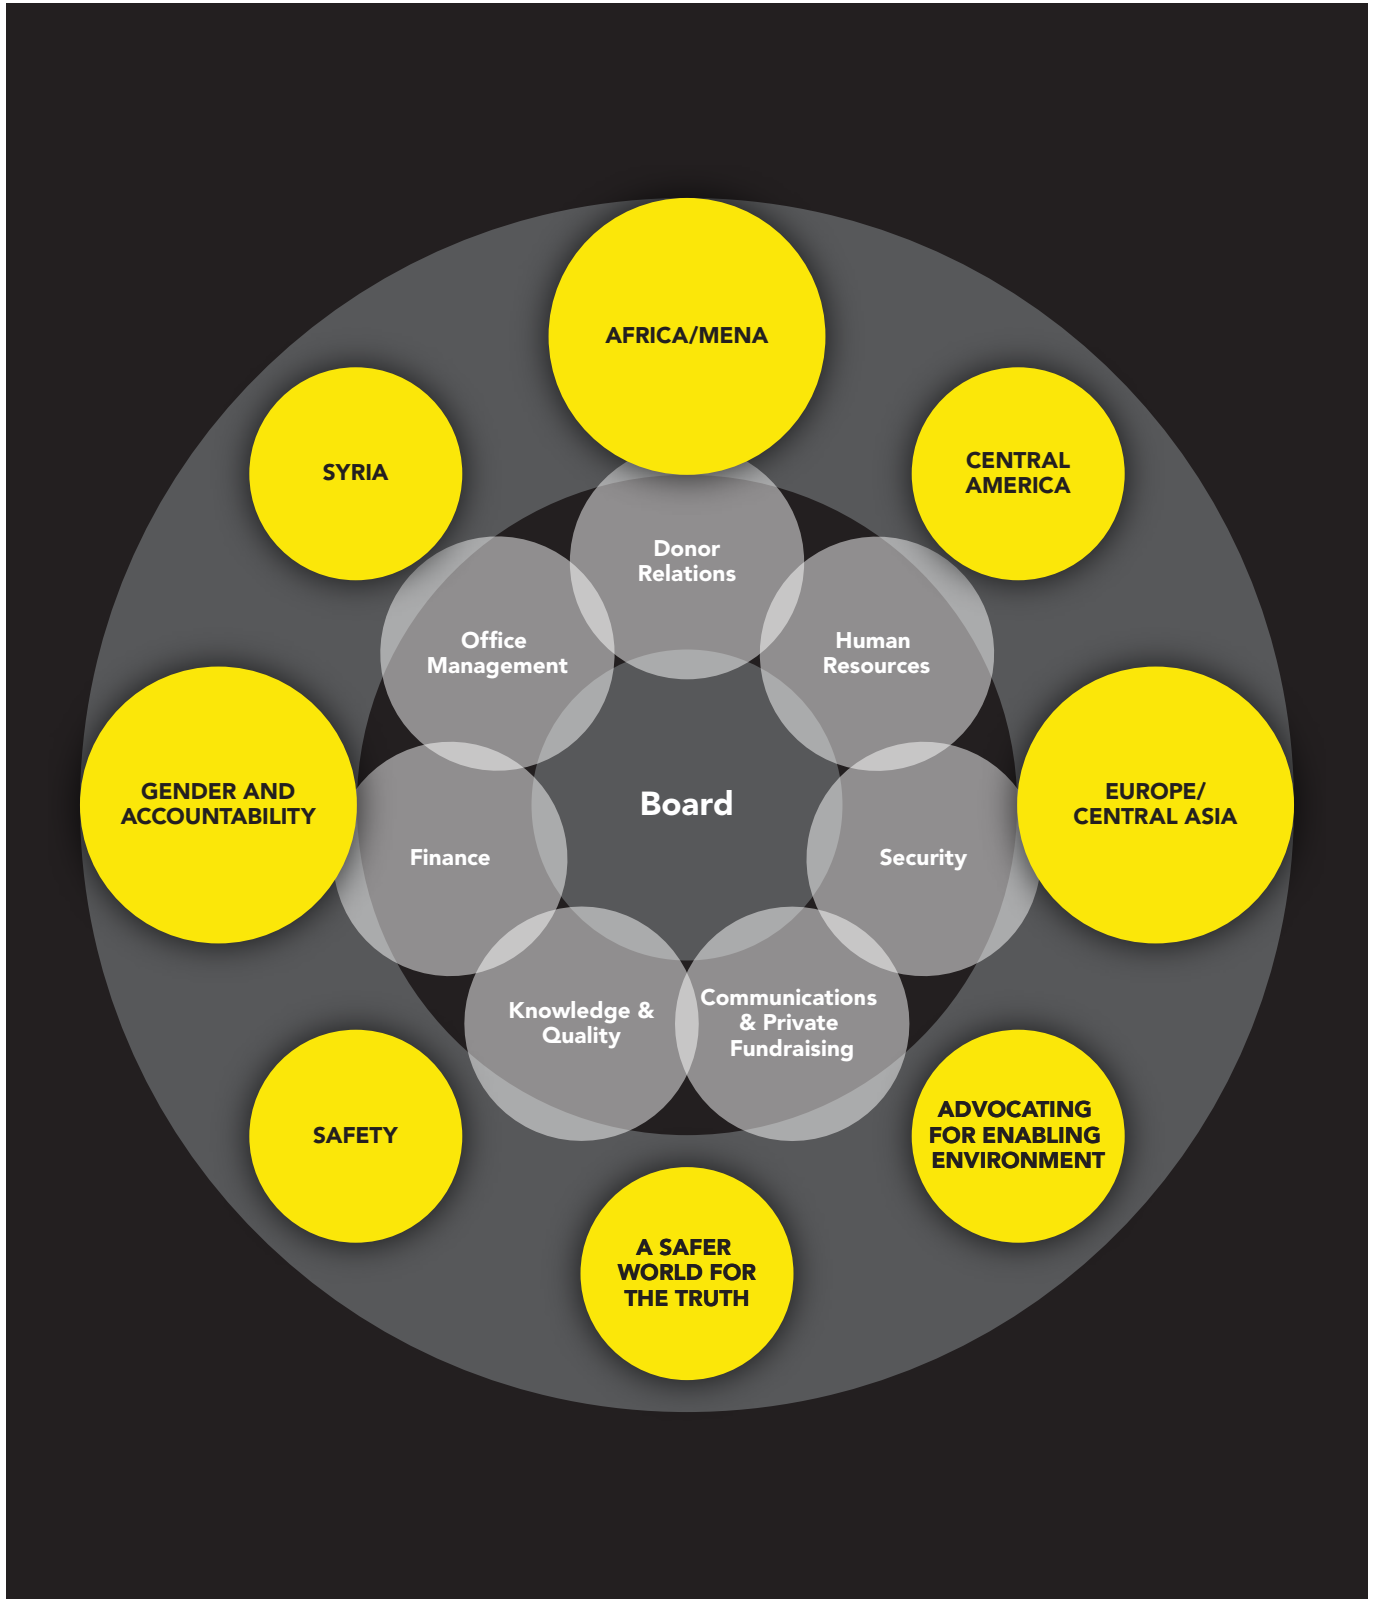 AFRICA/MENA
SYRIA
CENTRAL
AMERICA
Donor
Relations
Office
Management
Human
Resources
GENDER AND
ACCOUNTABILITY
Board
EUROPE/
CENTRAL ASIA
Finance
Security
Knowledge &
Quality
Communications
& Private
Fundraising
SAFETY
ADVOCATING
FOR ENABLING
ENVIRONMENT
A SAFER
WORLD FOR
THE TRUTH